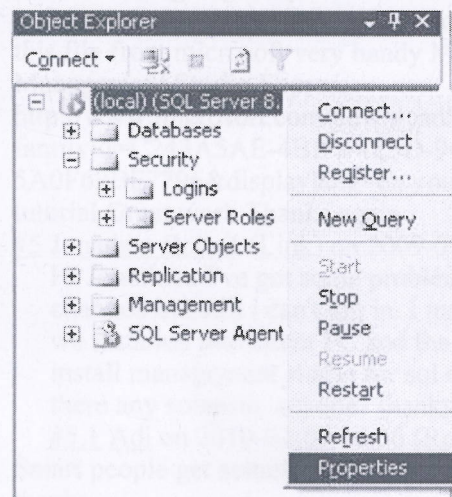 Object Explorer
Connect
(local) (SQL Server 8.
Databases
Security
Logins
Server Roles
Server Objects
Replication
Management
SQL Server Agent
Connect...
Disconnect
Register...
New Query
Start
Stop
Pause
Resume
Restart
Refresh
Properties